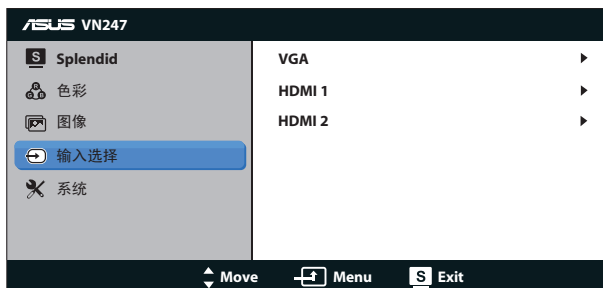 ASUS VN247
S Splendid
色彩
图像
输入选择
系统
VGA
HDMI 1
HDMI 2
Move Menu S Exit